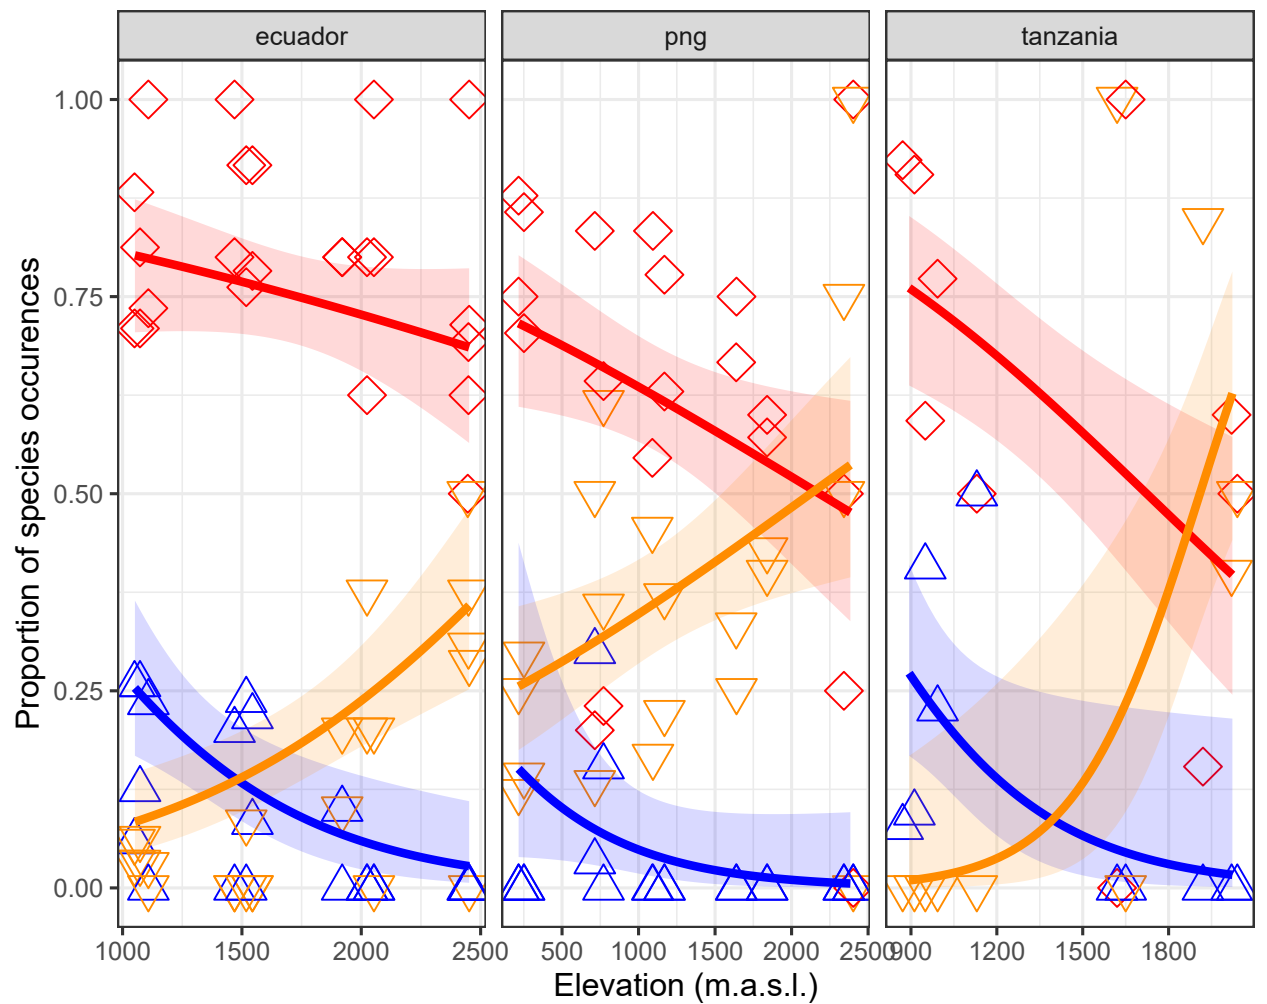 ecuador png tanzania
1.00
0.75
0.50
0.25
0.00
Proportion of species occurences
1000 1500 2000 2500 500 1000 1500 2000 2500 900 1200 1500 1800
Elevation (m.a.s.l.)